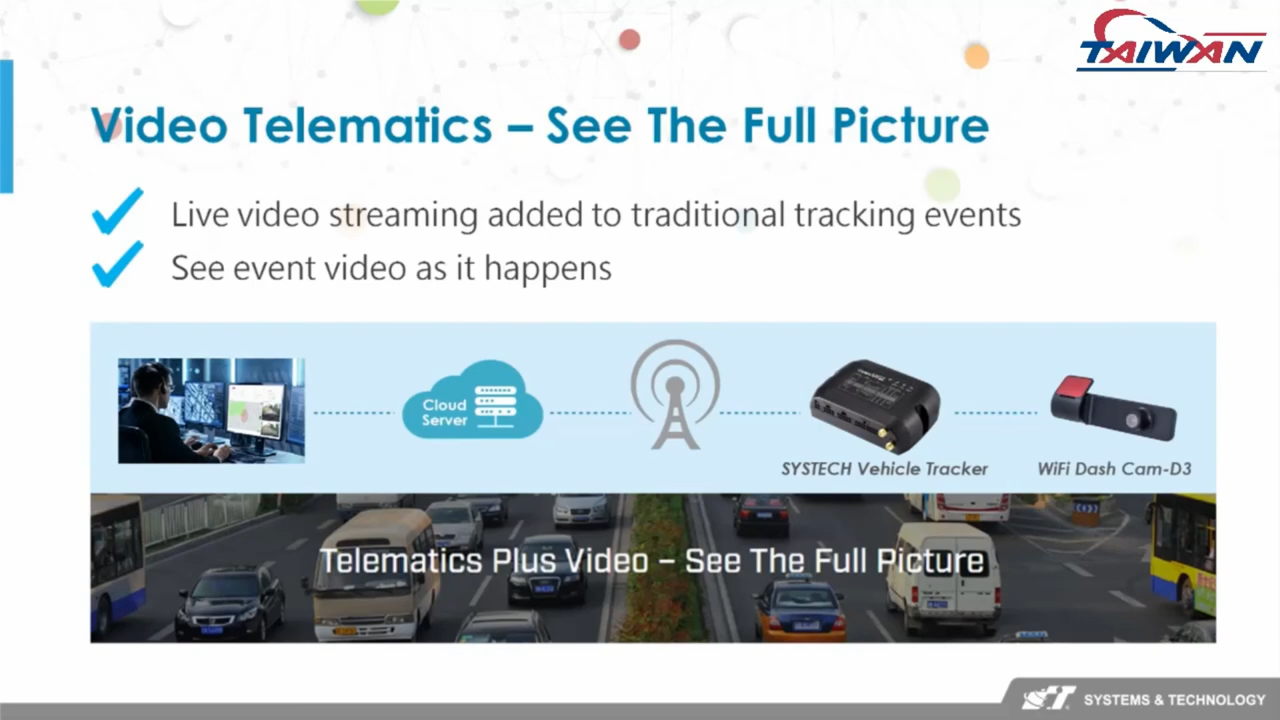 TAIWAN
Video Telematics – See The Full Picture
Live video streaming added to traditional tracking events
See event video as it happens
Cloud
Server
SYSTECH Vehicle Tracker
WiFi Dash Cam-D3
Telematics Plus Video – See The Full Picture
SYSTEMS & TECHNOLOGY